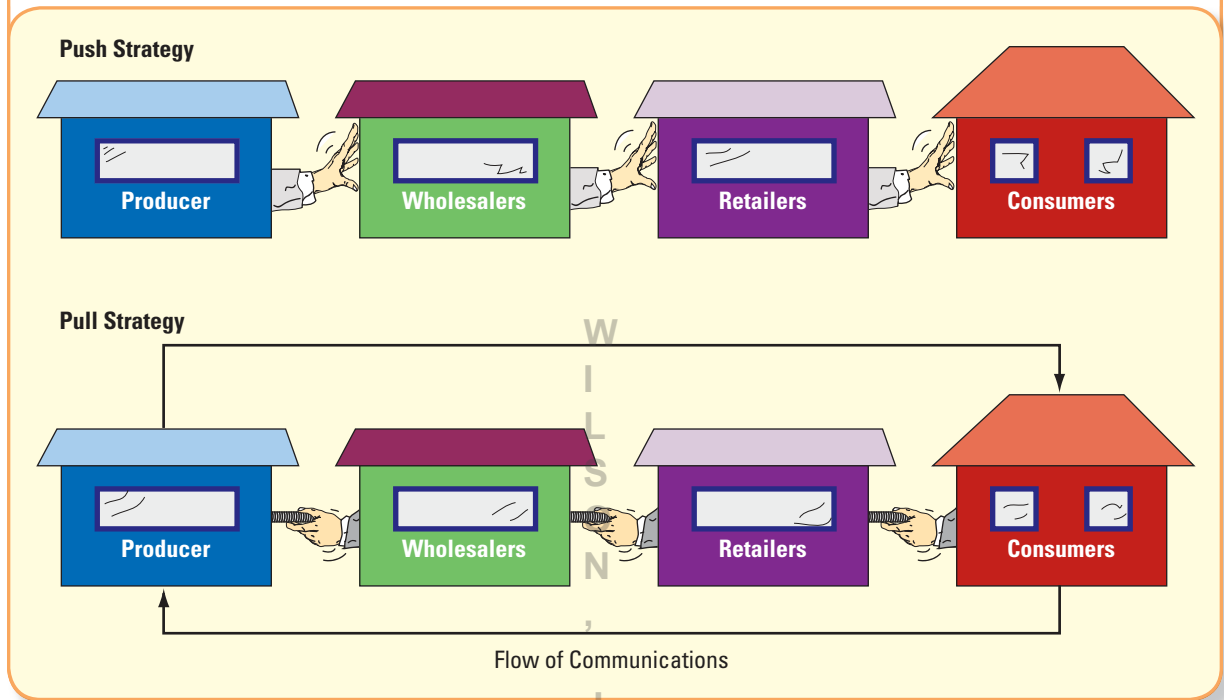 Push Strategy
Producer
Wholesalers
Retailers
Consumers
Pull Strategy
W
I
L
S
O
N
,
Producer
Wholesalers
Retailers
Consumers
Flow of Communications